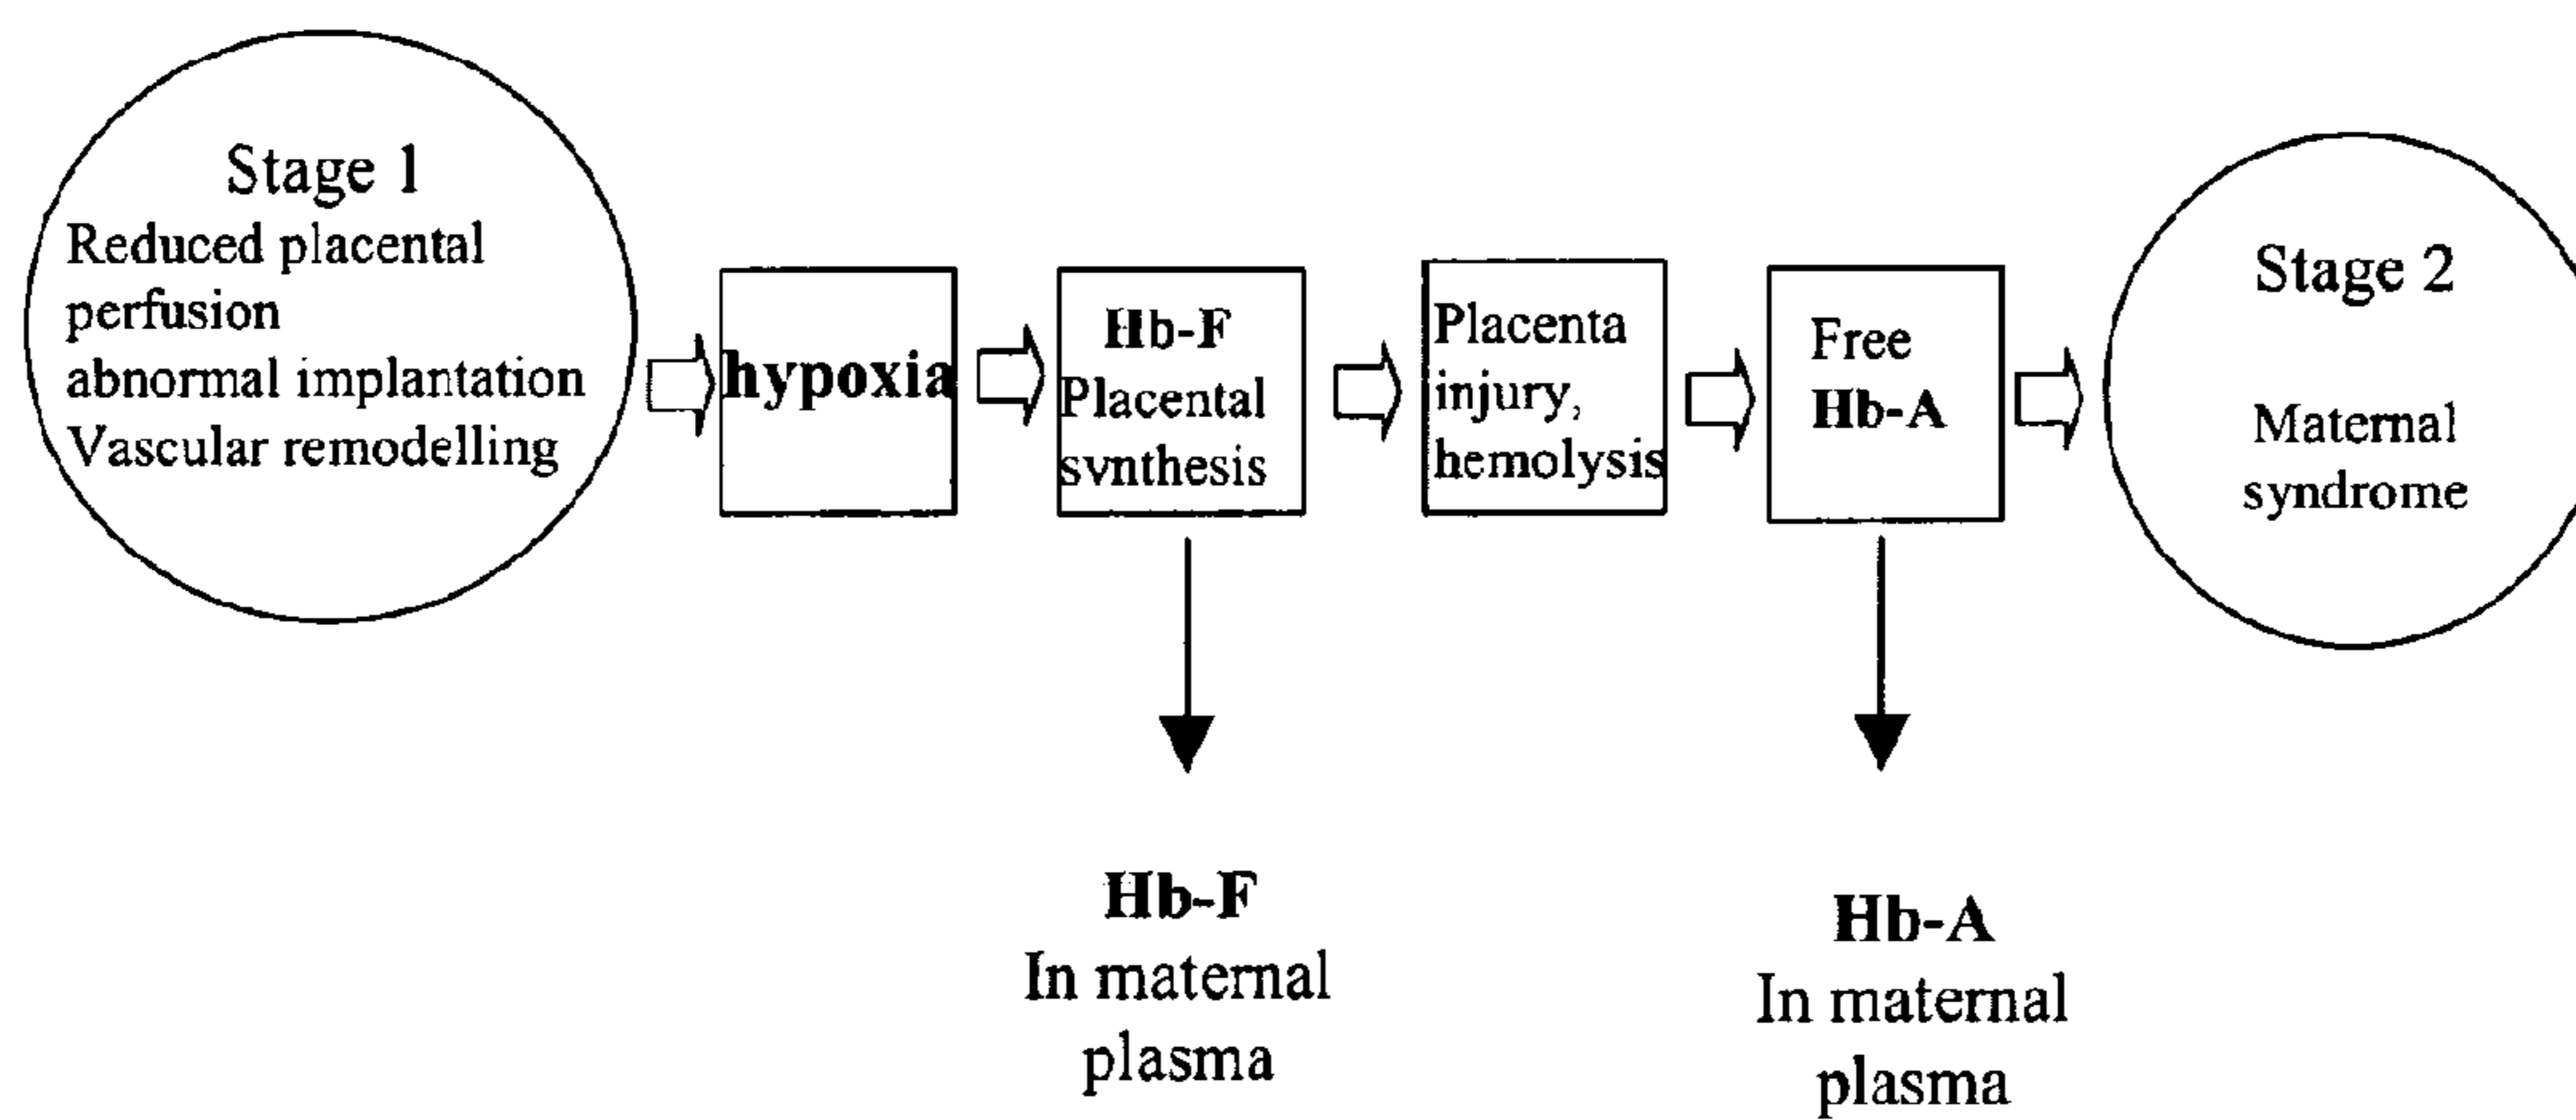 Stage 1
Reduced placental
perfusion
abnormal implantation
Vascular remodelling
hypoxia
Hb-F
Placental
synthesis
Placenta
injury,
hemolysis
Free
Hb-A
Stage 2
Maternal
syndrome
Hb-F
In maternal
plasma
Hb-A
In maternal
plasma